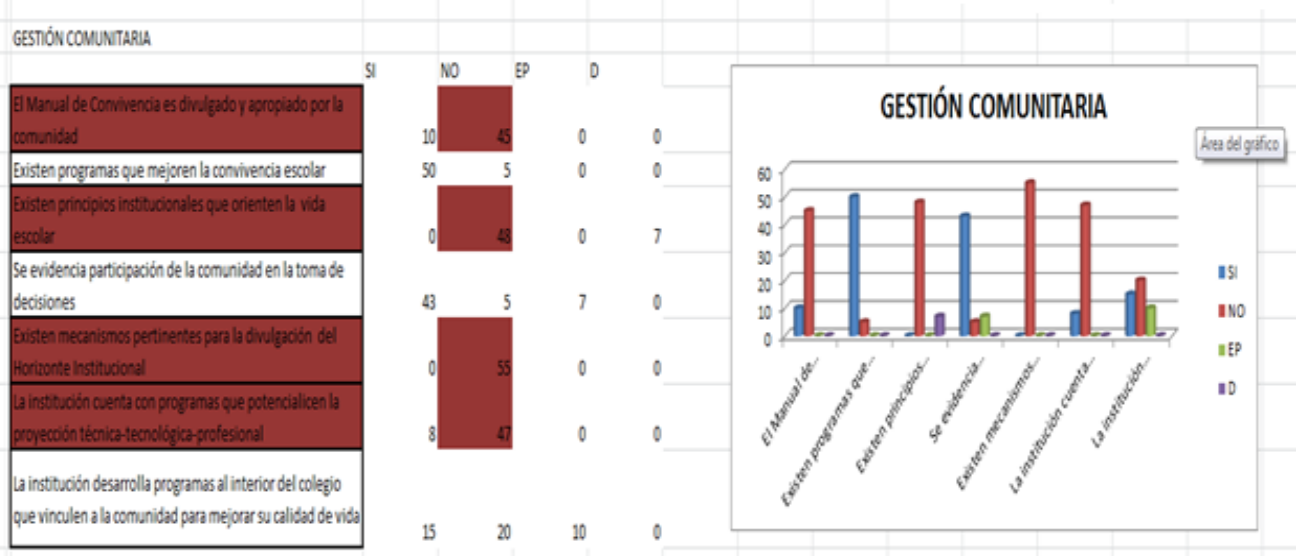 GESTIÓN COMUNITARIA
SI NO EP D
El Manual de Convivencia es divulgado y apropiado por la
comunidad 10 45 0 0
Existen programas que mejoren la convivencia escolar 50 5 0 0
Existen principios institucionales que orienten la vida
escolar 0 48 0 7
Se evidencia participación de la comunidad en la toma de
decisiones 43 5 7 0
Existen mecanismos pertinentes para la divulgación del
Horizonte Institucional 0 55 0 0
La institución cuenta con programas que potencialicen la
proyección técnica-tecnológica-profesional 8 47 0 0
La institución desarrolla programas al interior del colegio
que vinculen a la comunidad para mejorar su calidad de vida 15 20 10 0
GESTIÓN COMUNITARIA
Área del gráfico
60
50
40
30
20
10
0
El Manual de...
Existen programas que...
Existen principios...
Se evidencia...
Existen mecanismos...
La institución cuenta...
La institución...
SI
NO
EP
D